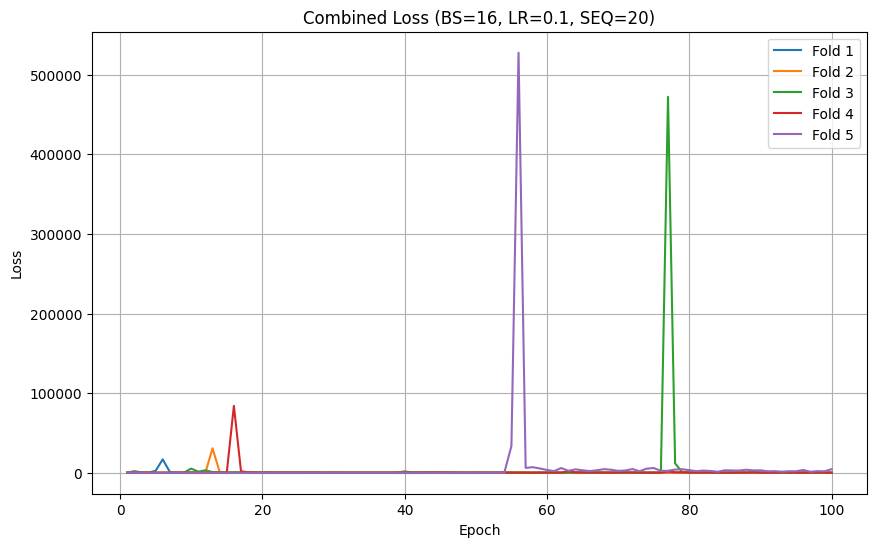 Combined Loss (BS=16, LR=0.1, SEQ=20)
Fold 1
Fold 2
Fold 3
Fold 4
Fold 5
500000
400000
300000
200000
100000
0
Loss
0 20 40 60 80 100
Epoch